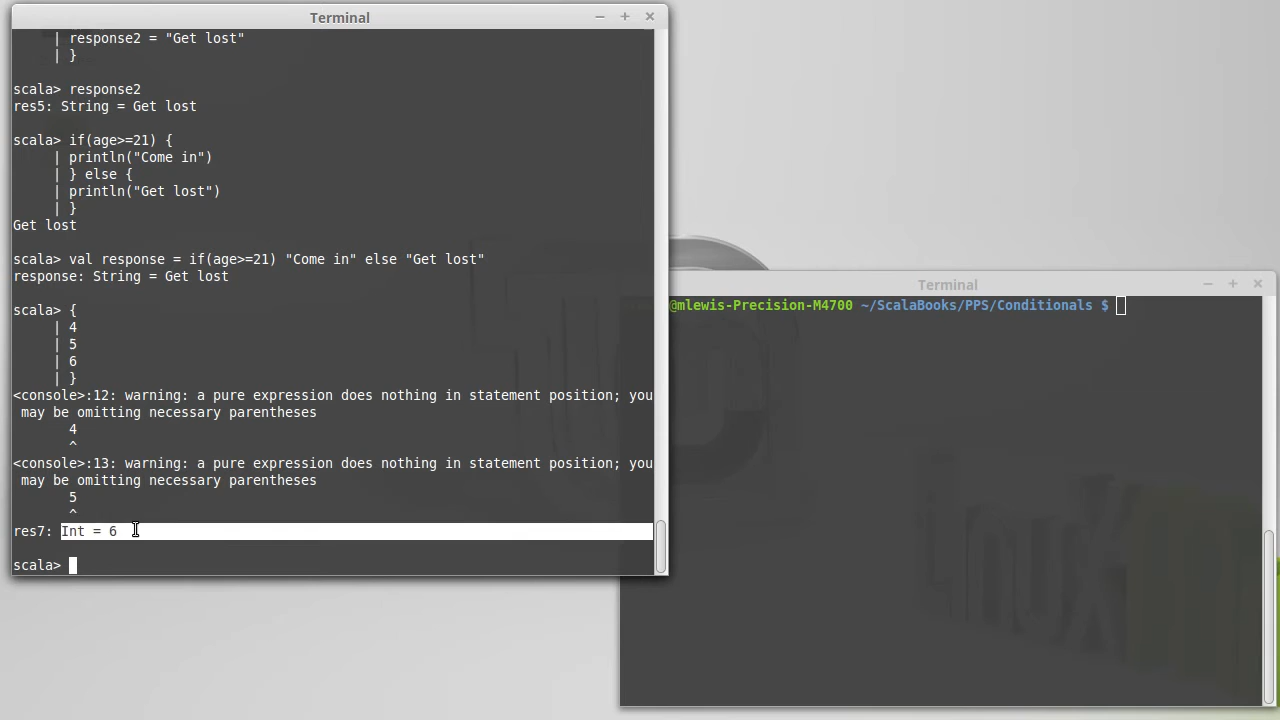 Terminal
| response2 = "Get lost"
| }
scala> response2
res5: String = Get lost
scala> if(age>=21) {
| println("Come in")
| } else {
| println("Get lost")
| }
Get lost
scala> val response = if(age>=21) "Come in" else "Get lost"
response: String = Get lost
scala> {
| 4
| 5
| 6
| }
<console>:12: warning: a pure expression does nothing in statement position; you
may be omitting necessary parentheses
4
^
<console>:13: warning: a pure expression does nothing in statement position; you
may be omitting necessary parentheses
5
^
res7: Int = 6
scala>
Terminal
@mlewis-Precision-M4700 ~/ScalaBooks/PPS/Conditionals $